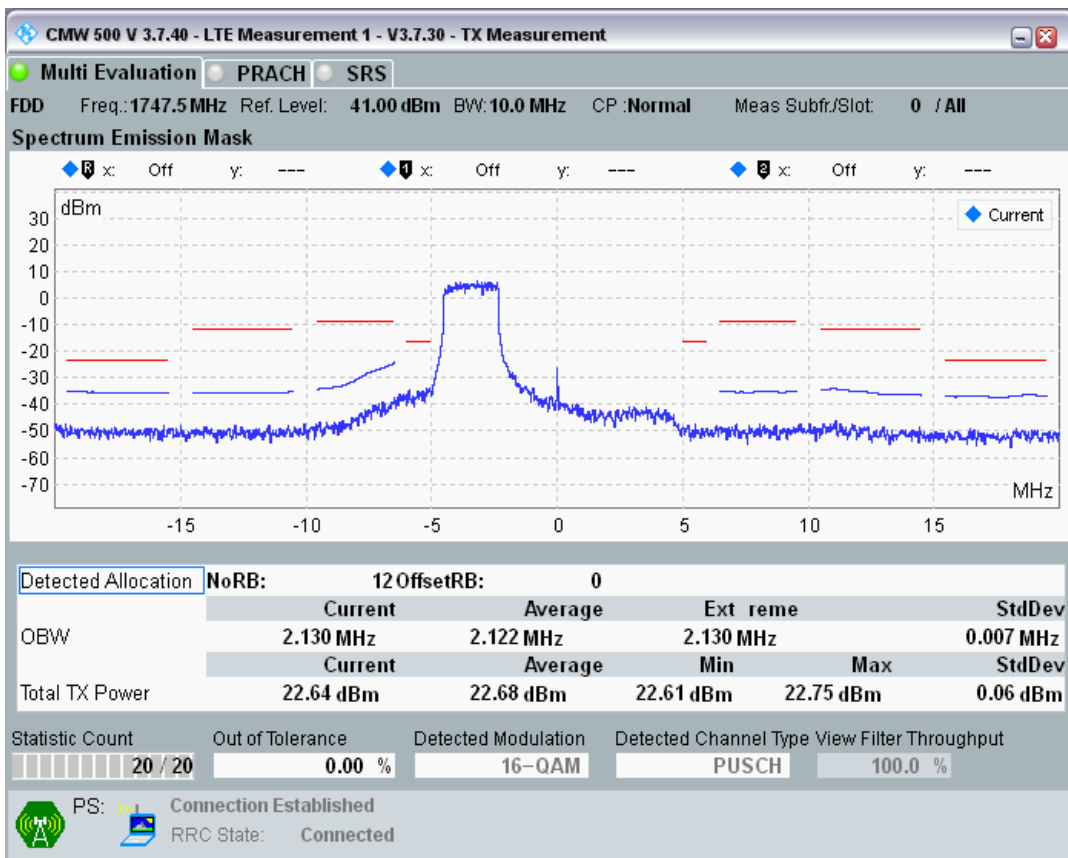 CMW 500 V 3.7.40 - LTE Measurement 1 - V3.7.30 - TX Measurement
Multi Evaluation PRACH SRS
FDD Freq.: 1747.5 MHz Ref. Level: 41.00 dBm BW: 10.0 MHz CP : Normal Meas Subfr./Slot: 0 / All
Spectrum Emission Mask
R x: Off y: --- 1 x: Off y: --- 2 x: Off y: ---
dBm
Current
30
20
10
0
-10
-20
-30
-40
-50
-60
-70
MHz
-15 -10 -5 0 5 10 15
Detected Allocation NoRB: 12 OffsetRB: 0
Current Average Ext reme StdDev
OBW 2.130 MHz 2.122 MHz 2.130 MHz 0.007 MHz
Current Average Min Max StdDev
Total TX Power 22.64 dBm 22.68 dBm 22.61 dBm 22.75 dBm 0.06 dBm
Statistic Count Out of Tolerance Detected Modulation Detected Channel Type View Filter Throughput
20 / 20 0.00 % 16-QAM PUSCH 100.0 %
PS: Connection Established
RRC State: Connected